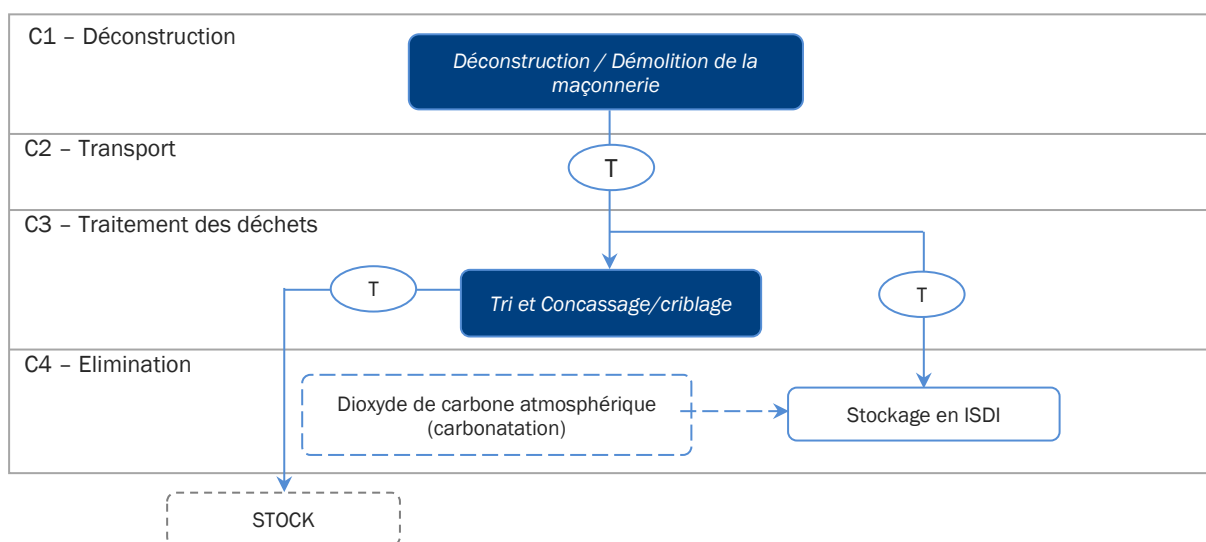 C1 – Déconstruction
Déconstruction / Démolition de la
maçonnerie
C2 – Transport
T
C3 – Traitement des déchets
T
Tri et Concassage/criblage
T
C4 – Elimination
Dioxyde de carbone atmosphérique
(carbonatation)
Stockage en ISDI
STOCK